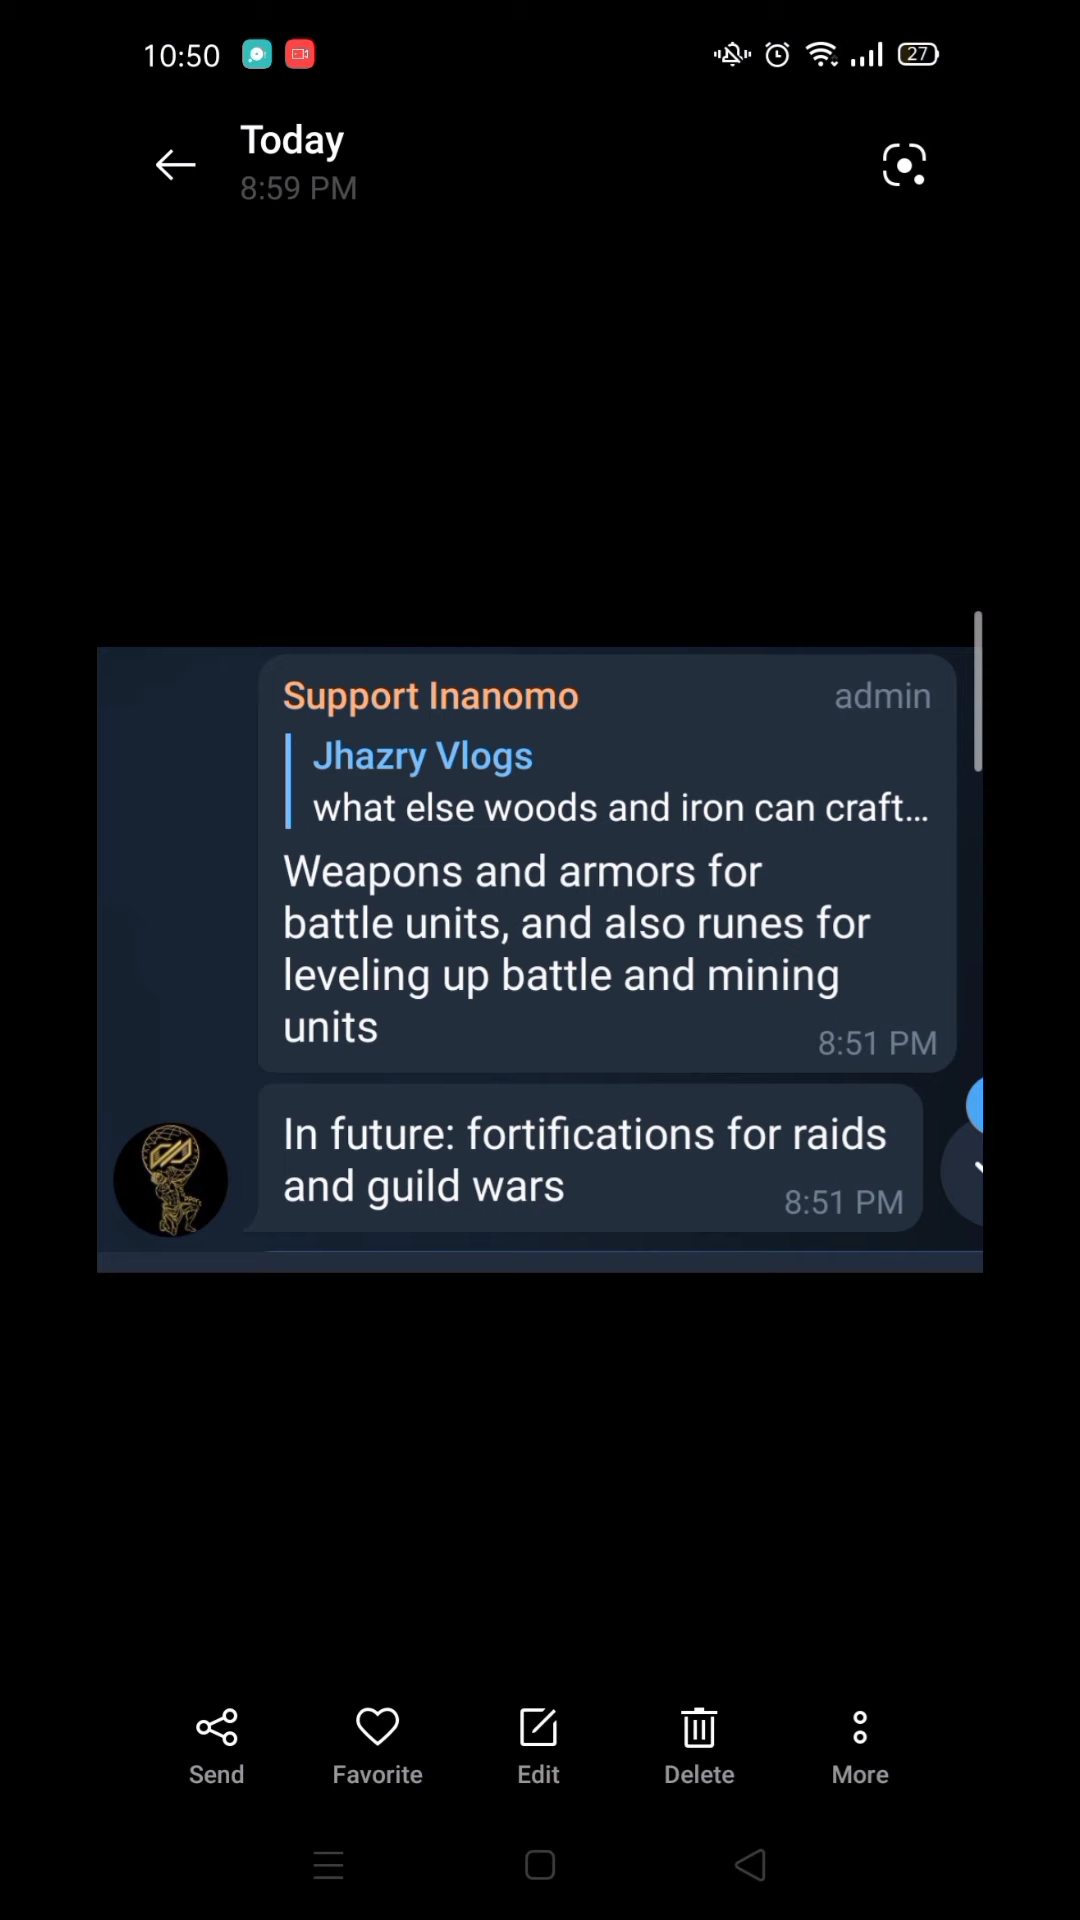 10:50
27
Today
8:59 PM
Support Inanomo admin
Jhazry Vlogs
what else woods and iron can craft...
Weapons and armors for
battle units, and also runes for
leveling up battle and mining
units
8:51 PM
In future: fortifications for raids
and guild wars
8:51 PM
Send Favorite Edit Delete More